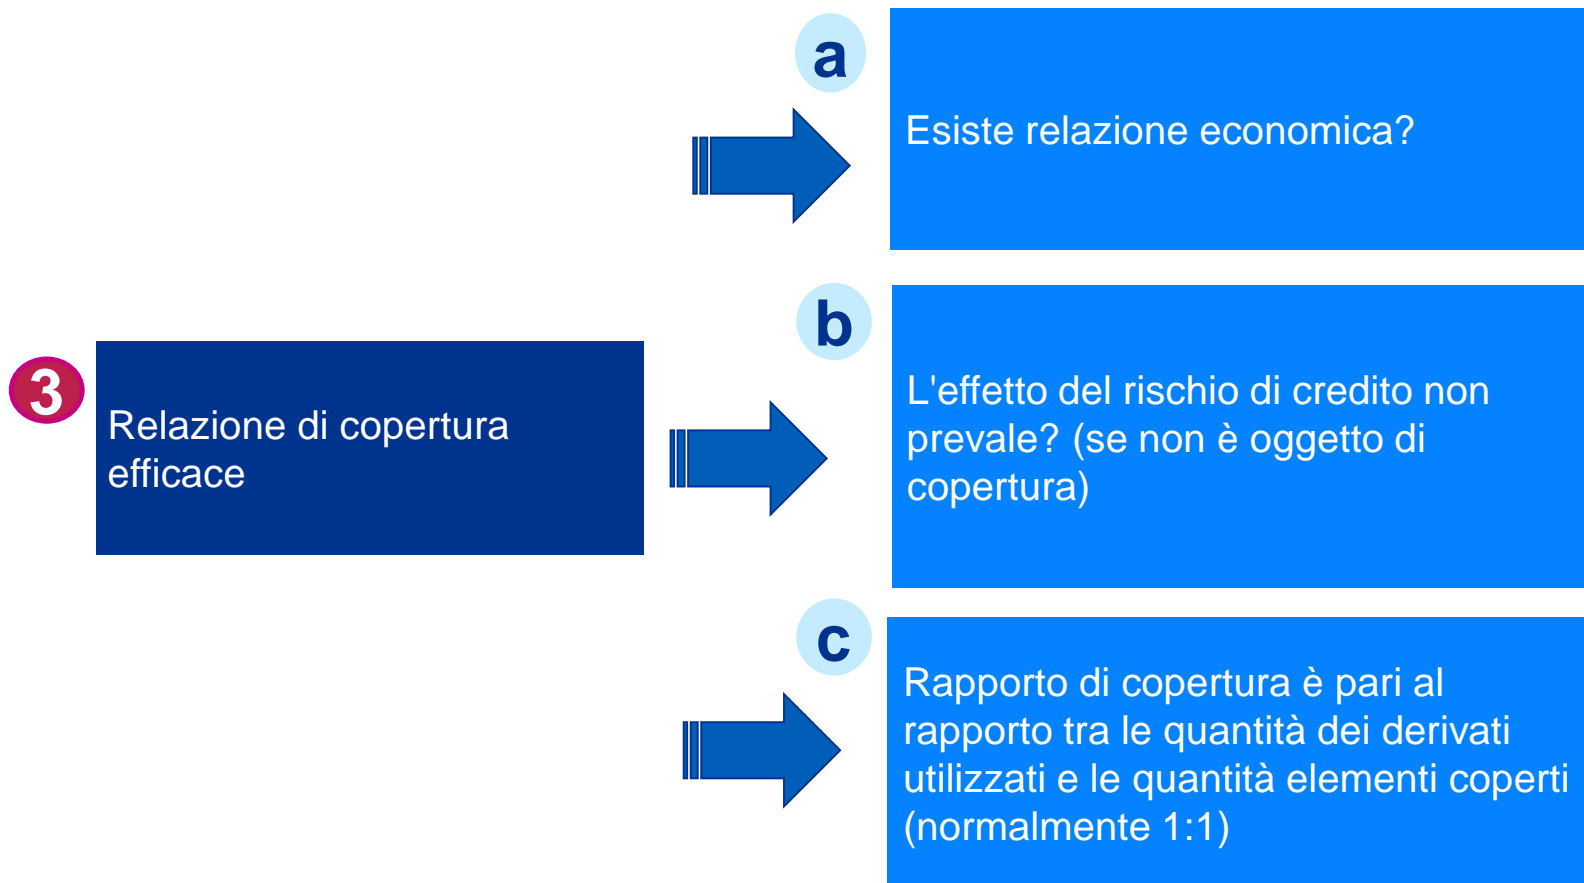 a
Esiste relazione economica?
b
L'effetto del rischio di credito non
prevale? (se non è oggetto di
copertura)
3
Relazione di copertura
efficace
c
Rapporto di copertura è pari al
rapporto tra le quantità dei derivati
utilizzati e le quantità elementi coperti
(normalmente 1:1)